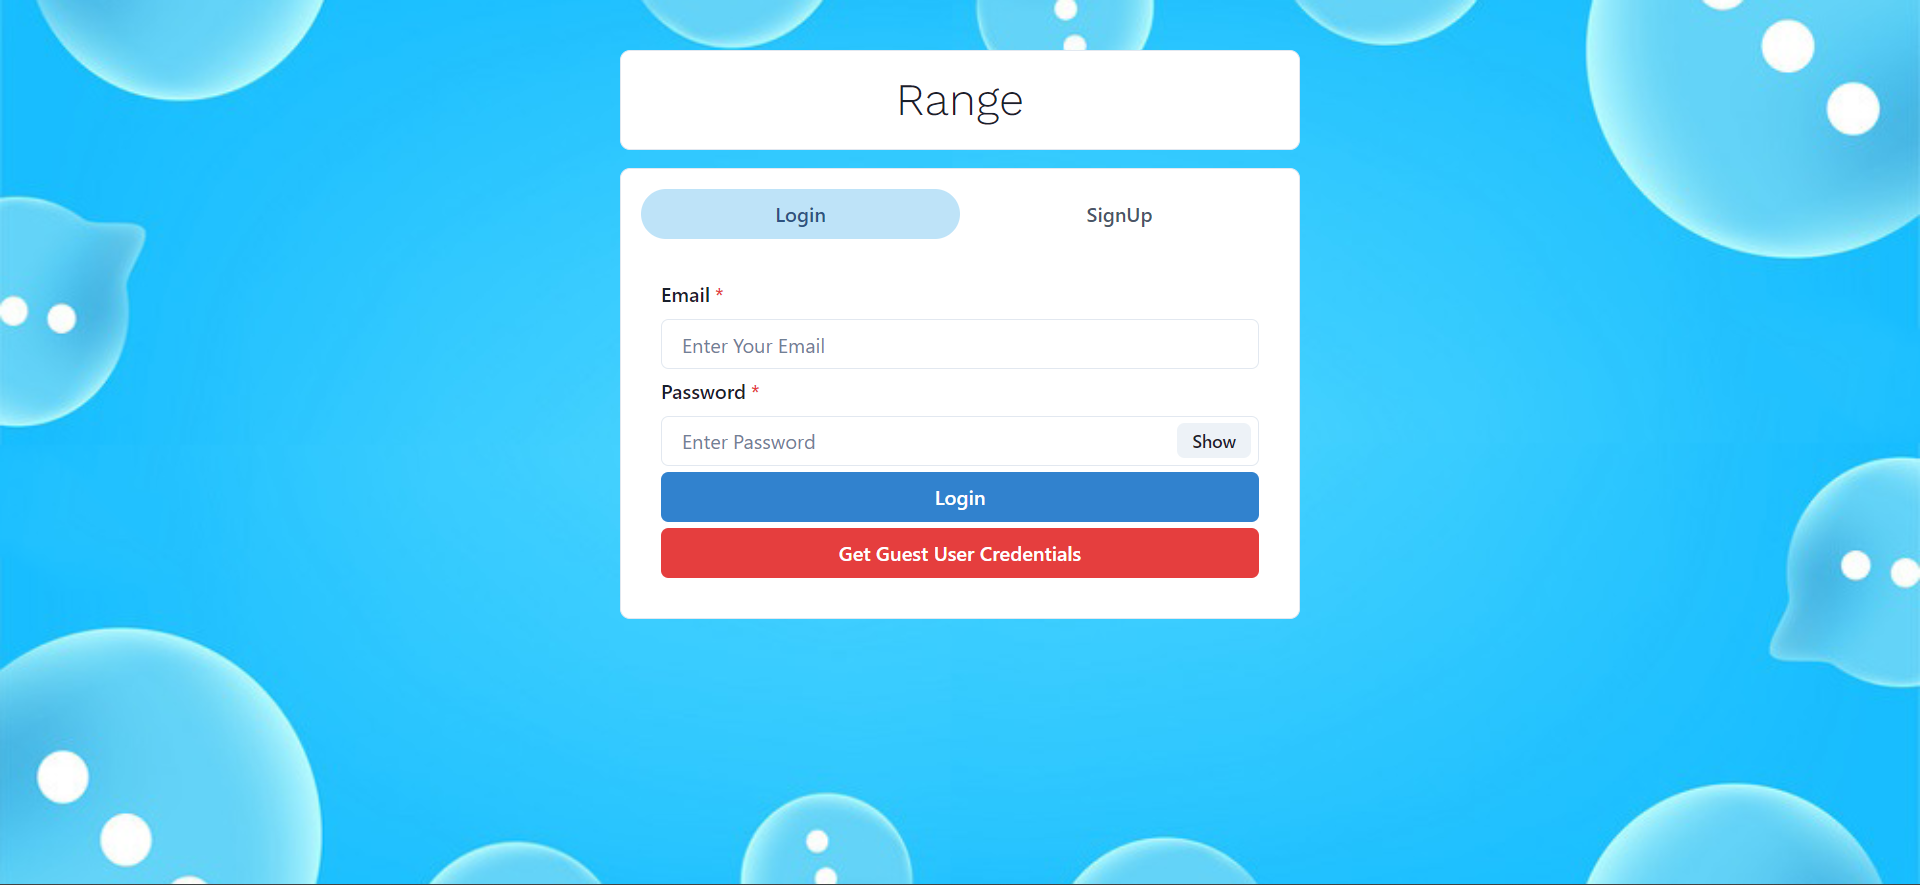 Range
Login
SignUp
Email *
Enter Your Email
Password *
Enter Password
Show
Login
Get Guest User Credentials